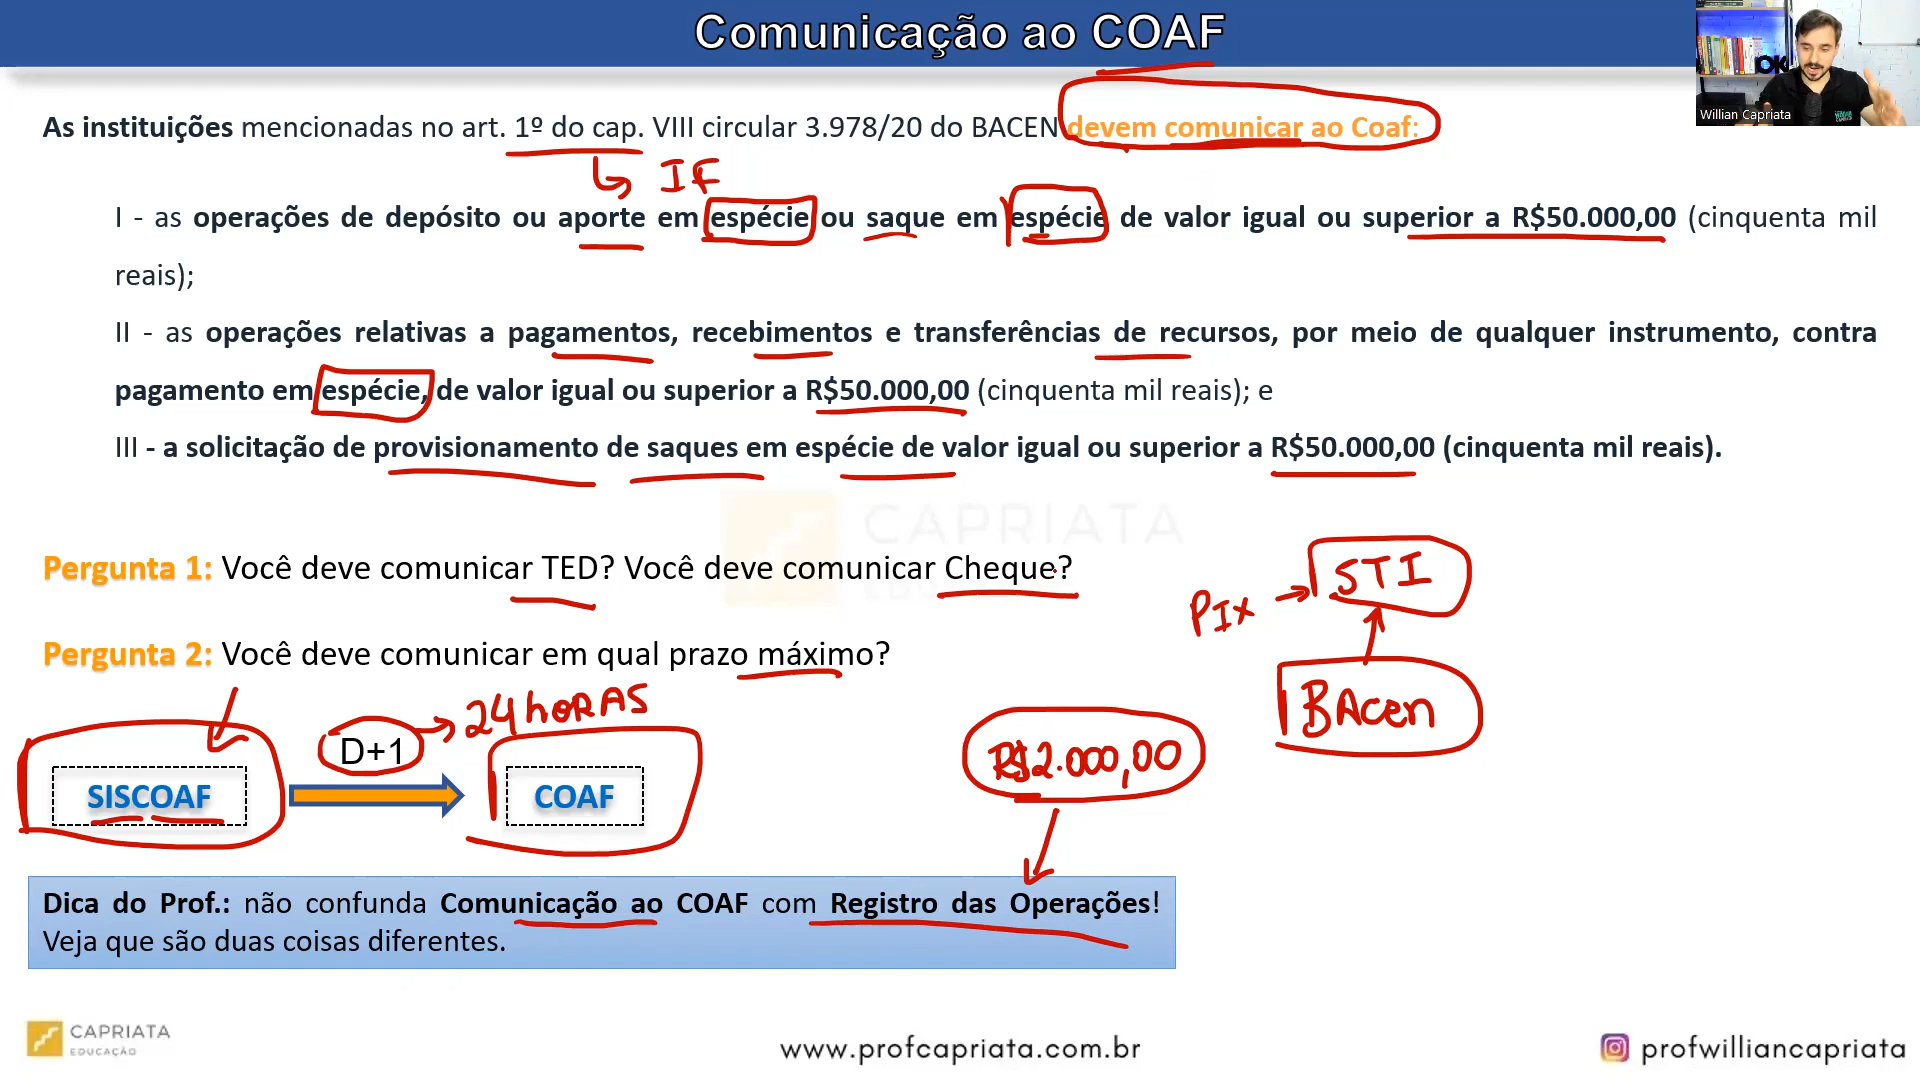 Comunicação ao COAF
Willian Capriata
As instituições mencionadas no art. 1º do cap. VIII circular 3.978/20 do BACEN devem comunicar ao Coaf:
IF
I - as operações de depósito ou aporte em espécie ou saque em espécie de valor igual ou superior a R$50.000,00 (cinquenta mil
reais);
II - as operações relativas a pagamentos, recebimentos e transferências de recursos, por meio de qualquer instrumento, contra
pagamento em espécie, de valor igual ou superior a R$50.000,00 (cinquenta mil reais); e
III - a solicitação de provisionamento de saques em espécie de valor igual ou superior a R$50.000,00 (cinquenta mil reais).
CAPRIATA
Pergunta 1: Você deve comunicar TED? Você deve comunicar Cheque?
PIX
STI
Pergunta 2: Você deve comunicar em qual prazo máximo?
BAcen
24 hORAS
D+1
R$2.000,00
SISCOAF
COAF
Dica do Prof.: não confunda Comunicação ao COAF com Registro das Operações!
Veja que são duas coisas diferentes.
CAPRIATA
EDUCAÇÃO
www.profcapriata.com.br
profwilliancapriata